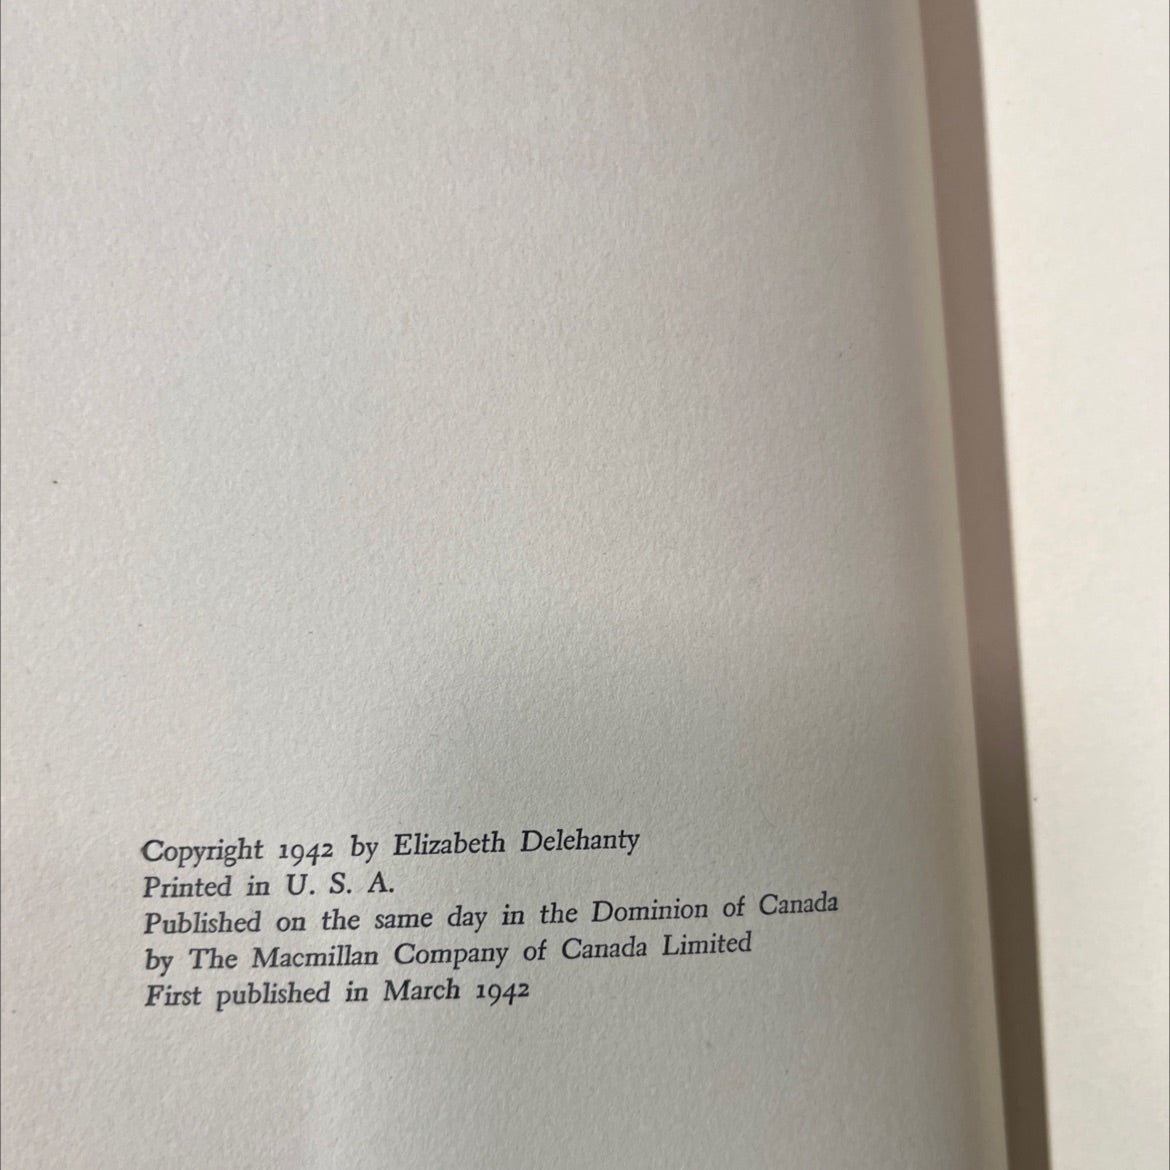 Copyright 1942 by Elizabeth Delehanty
Printed in U. S. A.
Published on the same day in the Dominion of Canada
by The Macmillan Company of Canada Limited
First published in March 1942